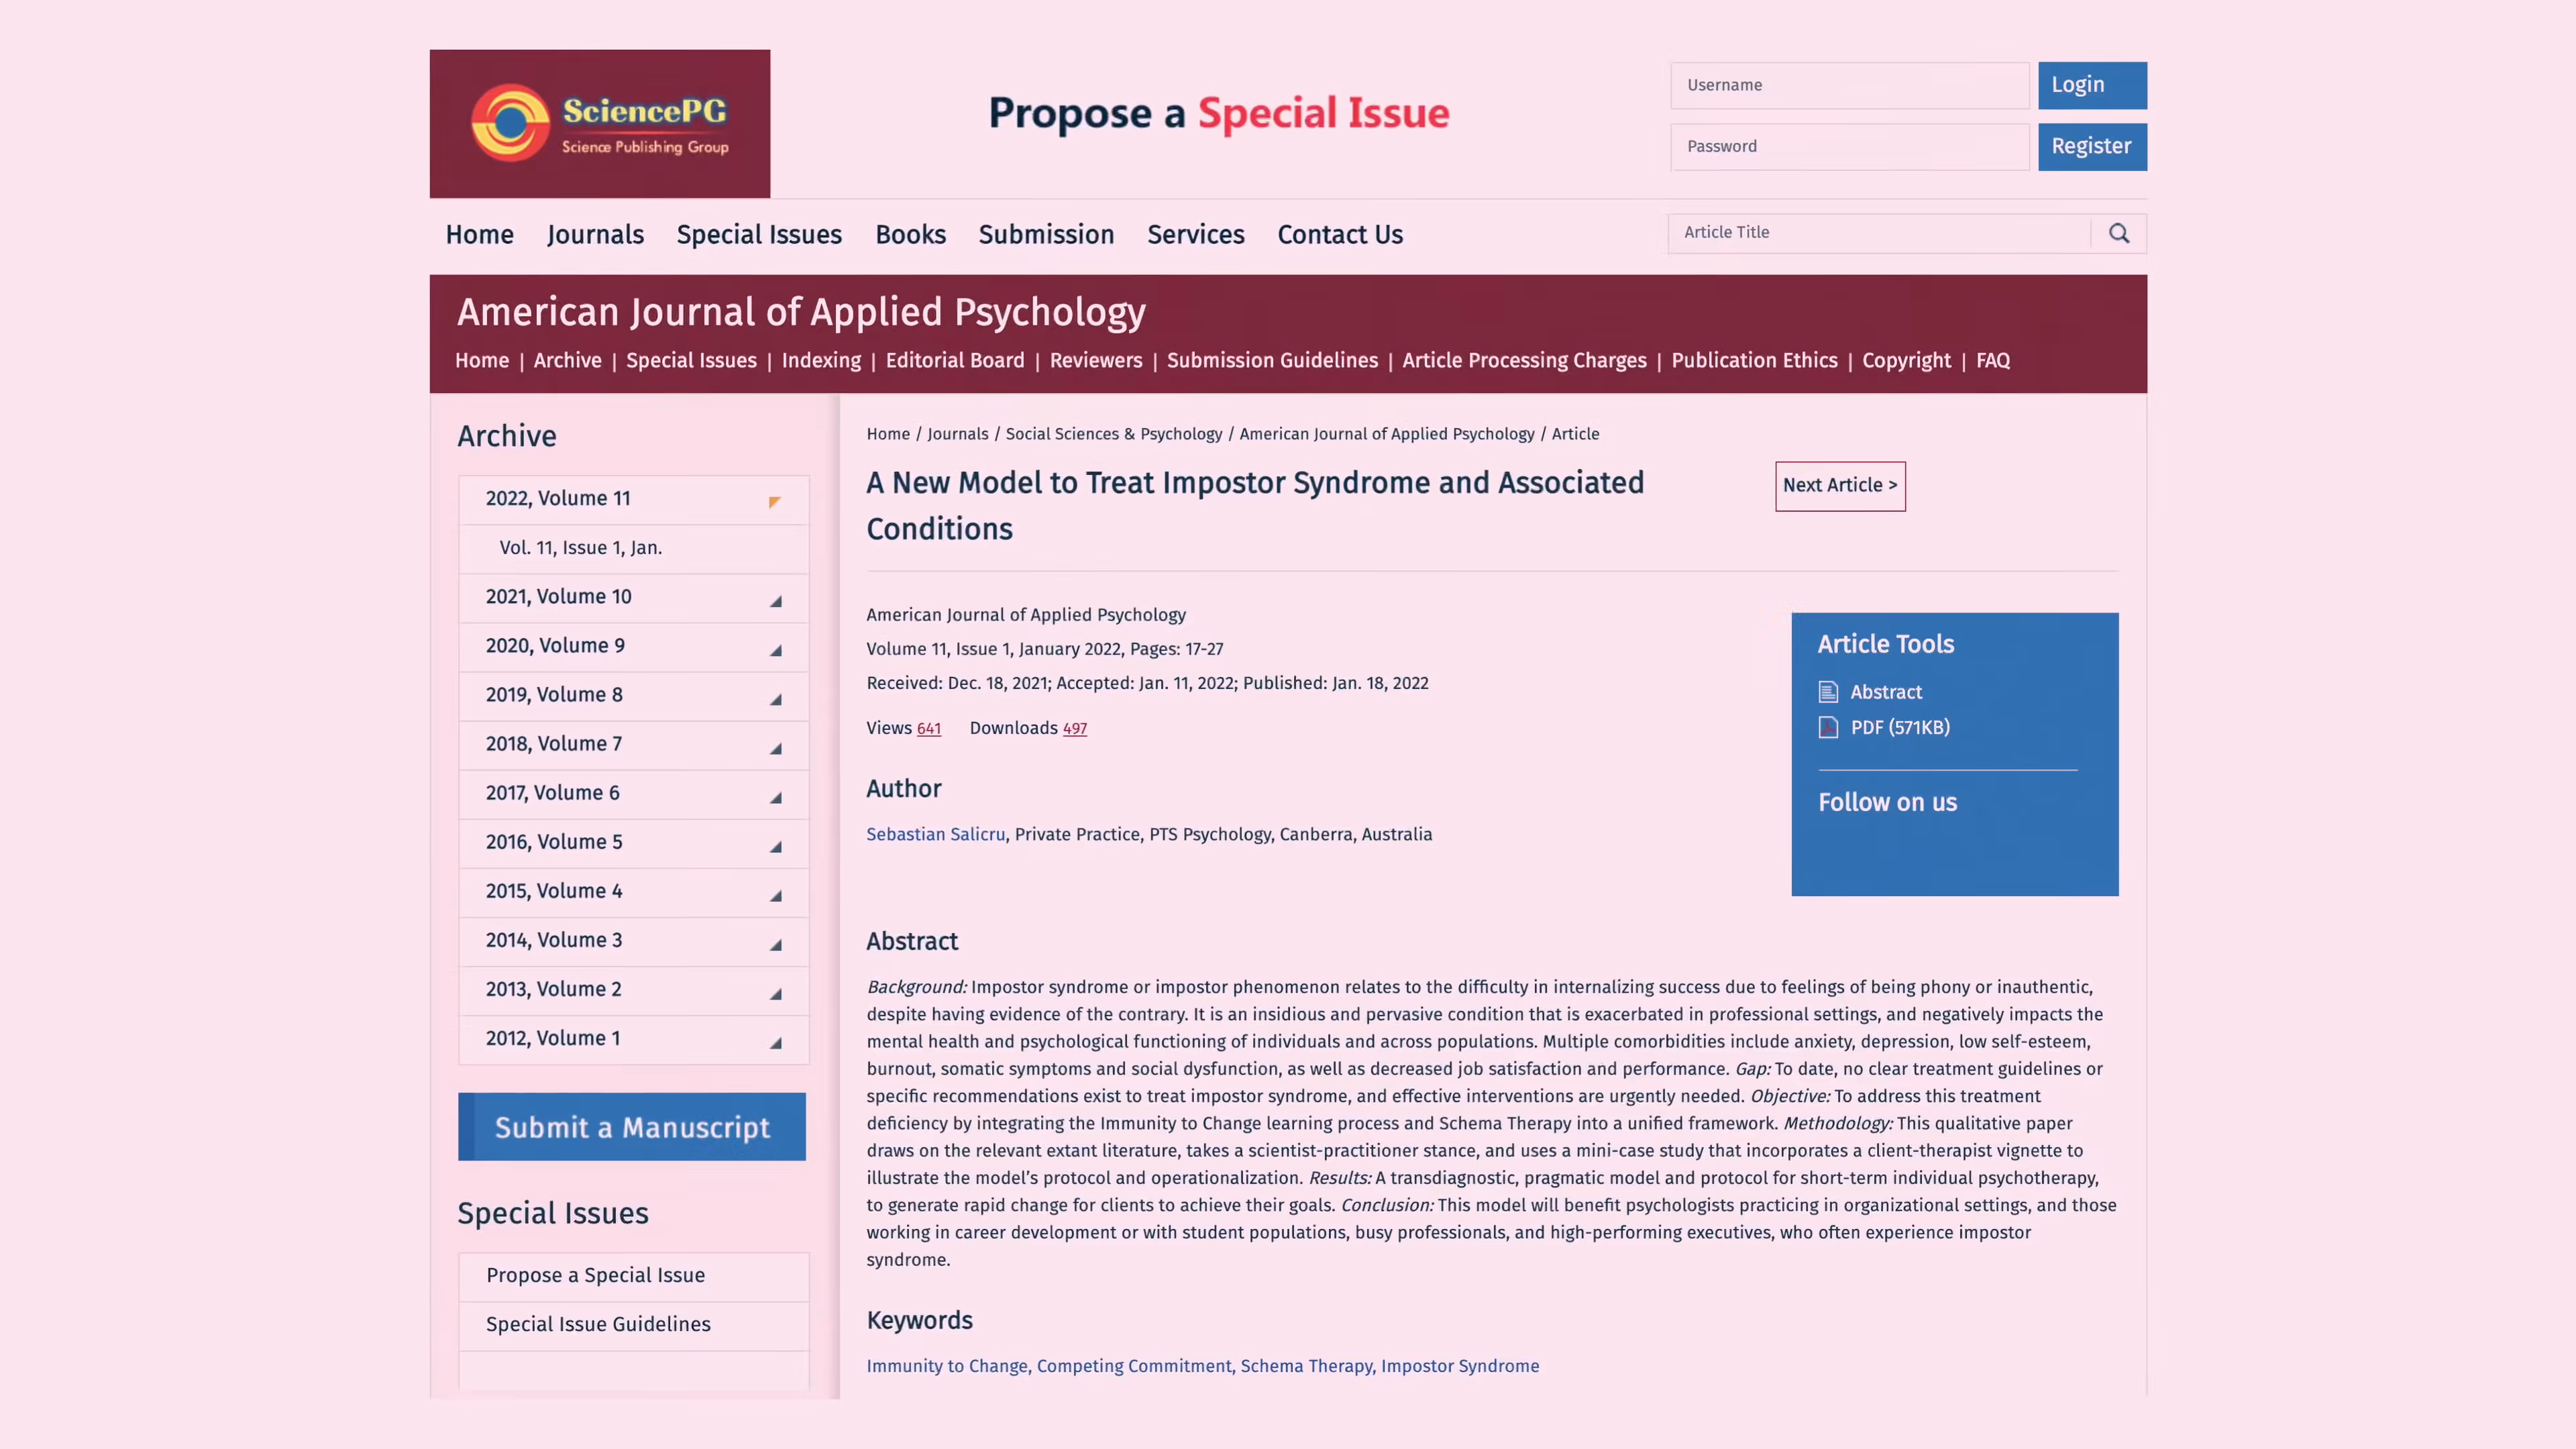 SciencePG
Science Publishing Group
Propose a Special Issue
Username
Login
Password
Register
Home Journals Special Issues Books Submission Services Contact Us
Article Title
American Journal of Applied Psychology
Home | Archive | Special Issues | Indexing | Editorial Board | Reviewers | Submission Guidelines | Article Processing Charges | Publication Ethics | Copyright | FAQ
Archive
2022, Volume 11
Vol. 11, Issue 1, Jan.
2021, Volume 10
2020, Volume 9
2019, Volume 8
2018, Volume 7
2017, Volume 6
2016, Volume 5
2015, Volume 4
2014, Volume 3
2013, Volume 2
2012, Volume 1
Submit a Manuscript
Special Issues
Propose a Special Issue
Special Issue Guidelines
Home / Journals / Social Sciences & Psychology / American Journal of Applied Psychology / Article
A New Model to Treat Impostor Syndrome and Associated
Conditions
Next Article >
American Journal of Applied Psychology
Volume 11, Issue 1, January 2022, Pages: 17-27
Received: Dec. 18, 2021; Accepted: Jan. 11, 2022; Published: Jan. 18, 2022
Views 641 Downloads 497
Author
Sebastian Salicru, Private Practice, PTS Psychology, Canberra, Australia
Article Tools
Abstract
PDF (571KB)
Follow on us
Abstract
Background: Impostor syndrome or impostor phenomenon relates to the difficulty in internalizing success due to feelings of being phony or inauthentic,
despite having evidence of the contrary. It is an insidious and pervasive condition that is exacerbated in professional settings, and negatively impacts the
mental health and psychological functioning of individuals and across populations. Multiple comorbidities include anxiety, depression, low self-esteem,
burnout, somatic symptoms and social dysfunction, as well as decreased job satisfaction and performance. Gap: To date, no clear treatment guidelines or
specific recommendations exist to treat impostor syndrome, and effective interventions are urgently needed. Objective: To address this treatment
deficiency by integrating the Immunity to Change learning process and Schema Therapy into a unified framework. Methodology: This qualitative paper
draws on the relevant extant literature, takes a scientist-practitioner stance, and uses a mini-case study that incorporates a client-therapist vignette to
illustrate the model's protocol and operationalization. Results: A transdiagnostic, pragmatic model and protocol for short-term individual psychotherapy,
to generate rapid change for clients to achieve their goals. Conclusion: This model will benefit psychologists practicing in organizational settings, and those
working in career development or with student populations, busy professionals, and high-performing executives, who often experience impostor
syndrome.
Keywords
Immunity to Change, Competing Commitment, Schema Therapy, Impostor Syndrome